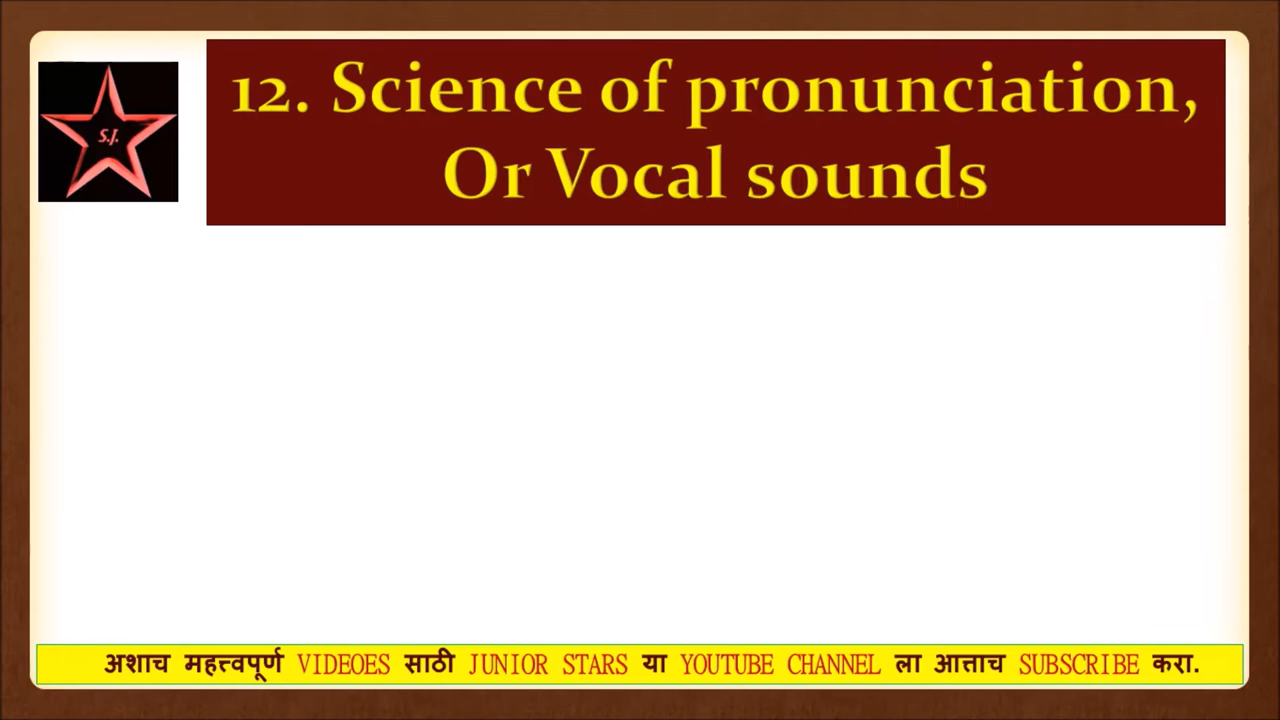 12. Science of pronunciation,
Or Vocal sounds
S.J.
अशाच महत्त्वपूर्ण VIDEOES साठी JUNIOR STARS या YOUTUBE CHANNEL ला आत्ताच SUBSCRIBE करा.